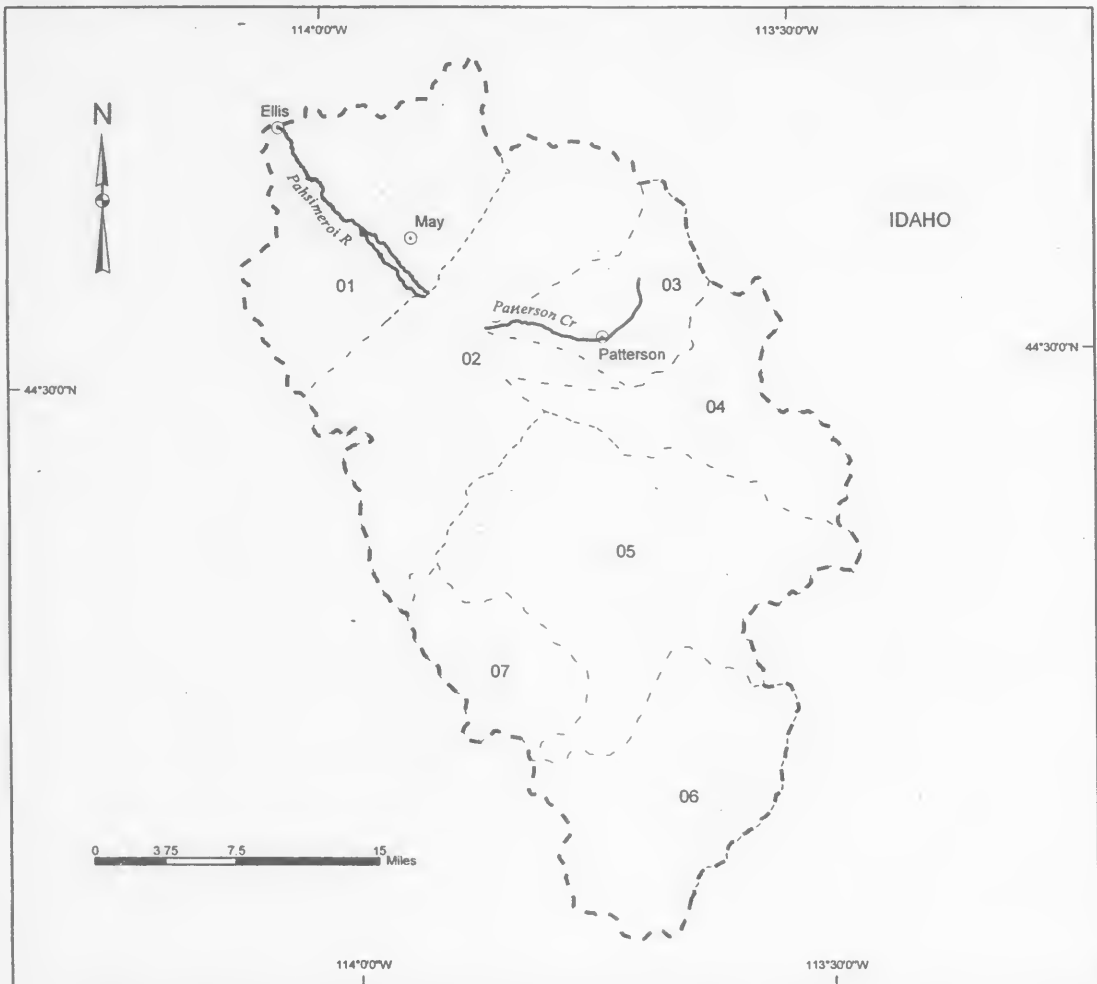 114°0'0"W
113°30'0"W
N
Ellis
Pahsimeroi R
May
IDAHO
01
03
Patterson Cr
Patterson
02
44°30'0"N
44°30'0"N
04
05
07
06
0 3.75 7.5 15 Miles
114°0'0"W
113°30'0"W